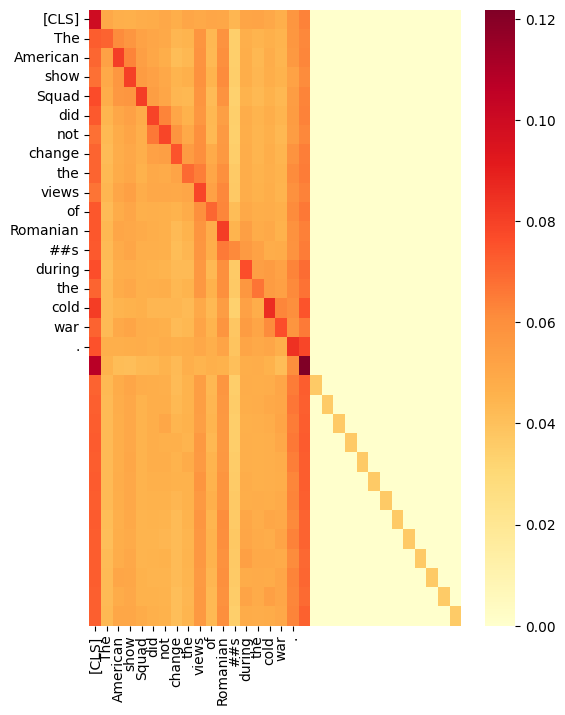 [CLS]
The
American
show
Squad
did
not
change
the
views
of
Romanian
##s
during
the
cold
war
.
0.12
0.10
0.08
0.06
0.04
0.02
0.00
[CLS]
The
American
show
Squad
did
not
change
the
views
of
Romanian
##s
during
the
cold
war
.